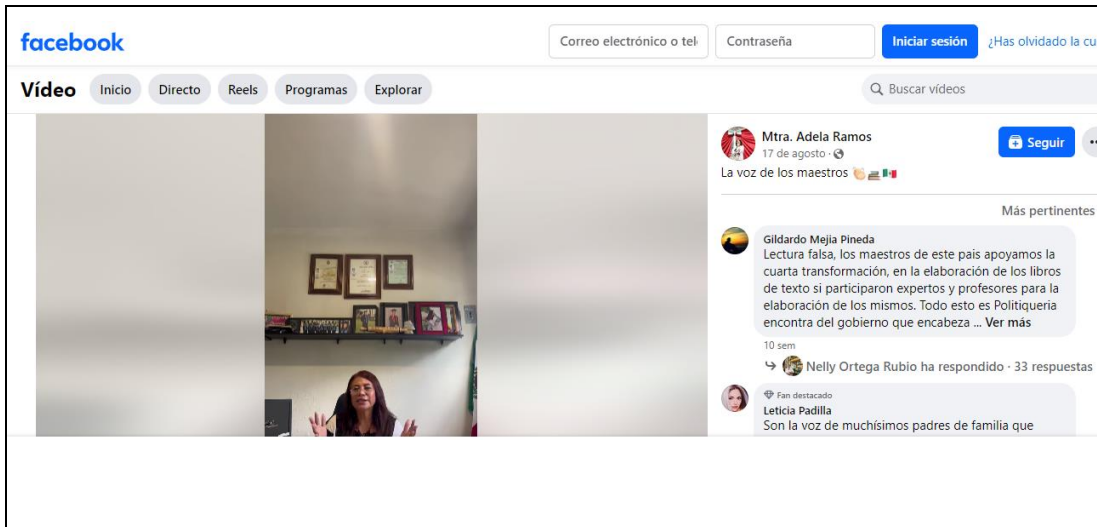 facebook
Correo electrónico o tel
Contraseña
Iniciar sesión
¿Has olvidado la cu
Vídeo
Inicio
Directo
Reels
Programas
Explorar
Buscar vídeos
Mtra. Adela Ramos
17 de agosto ·
Seguir
La voz de los maestros 👏🏻📚🇲🇽
Más pertinentes
Gildardo Mejia Pineda
Lectura falsa, los maestros de este pais apoyamos la
cuarta transformación, en la elaboración de los libros
de texto si participaron expertos y profesores para la
elaboración de los mismos. Todo esto es Politiqueria
encontra del gobierno que encabeza ... Ver más
10 sem
Nelly Ortega Rubio ha respondido · 33 respuestas
Fan destacado
Leticia Padilla
Son la voz de muchísimos padres de familia que